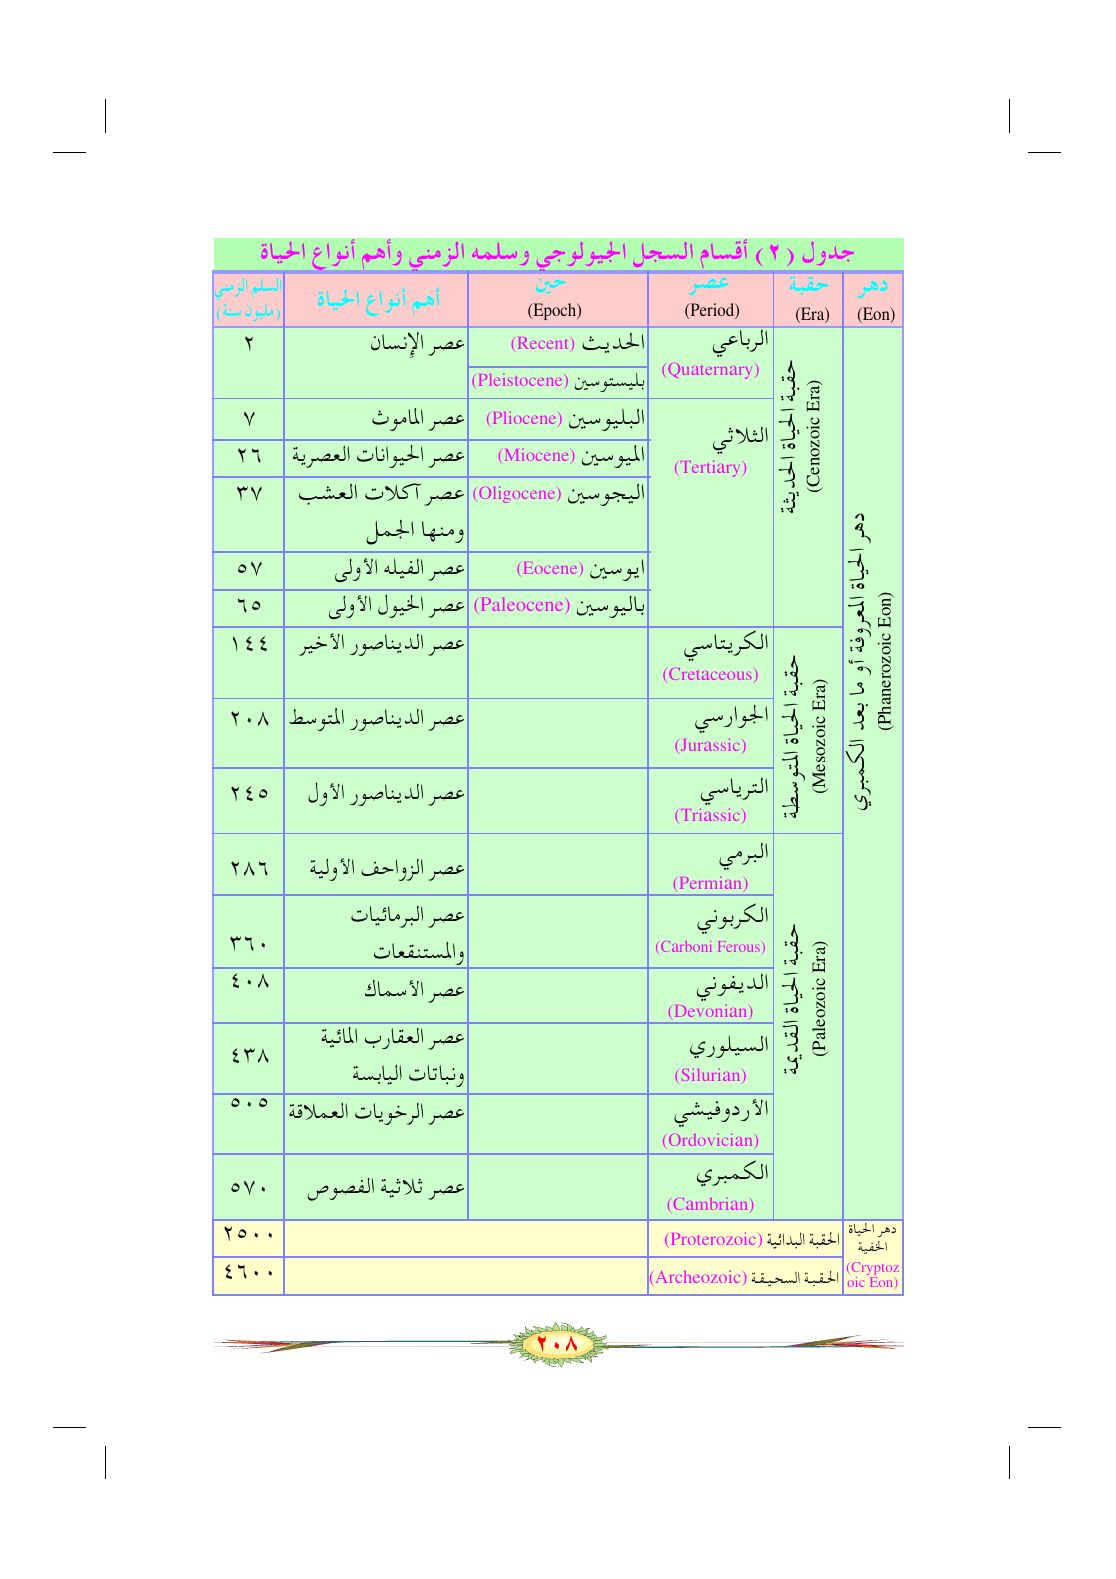 جدول ( ٢ ) أقسام السجل الجيولوجي وسلمه الزمني وأهم أنواع الحياة
دهر (Eon)
حقبة (Era)
عصر (Period)
حين (Epoch)
أهم أنواع الحياة
السلم الزمني
(مليون سنة)
دهر الحياة المعروفة أو ما بعد الكمبري
(Phanerozoic Eon)
حقبة الحياة الحديثة
(Cenozoic Era)
الرباعي
(Quaternary)
الحديث (Recent)
عصر الإنسان
٢
بليستوسين (Pleistocene)
الثلاثي
(Tertiary)
البليوسين (Pliocene)
عصر الماموث
٧
الميوسين (Miocene)
عصر الحيوانات العصرية
٢٦
اليجوسين (Oligocene)
عصر آكلات العشب
ومنها الجمل
٣٧
ايوسين (Eocene)
عصر الفيله الأولى
٥٧
باليوسين (Paleocene)
عصر الخيول الأولى
٦٥
حقبة الحياة المتوسطة
(Mesozoic Era)
الكريتاسي
(Cretaceous)
عصر الديناصور الأخير
١٤٤
الجوارسي
(Jurassic)
عصر الديناصور المتوسط
٢٠٨
الترياسي
(Triassic)
عصر الديناصور الأول
٢٤٥
حقبة الحياة القديمة
(Paleozoic Era)
البرمي
(Permian)
عصر الزواحف الأولية
٢٨٦
الكربوني
(Carboni Ferous)
عصر البرمائيات
والمستنقعات
٣٦٠
الديفوني
(Devonian)
عصر الأسماك
٤٠٨
السيلوري
(Silurian)
عصر العقارب المائية
ونباتات اليابسة
٤٣٨
الأردوفيشي
(Ordovician)
عصر الرخويات العملاقة
٥٠٥
الكمبري
(Cambrian)
عصر ثلاثية الفصوص
٥٧٠
دهر الحياة
الخفية
(Cryptoz
oic Eon)
الحقبة البدائية (Proterozoic)
٢٥٠٠
الحقبة السحيقة (Archeozoic)
٤٦٠٠
٢٠٨